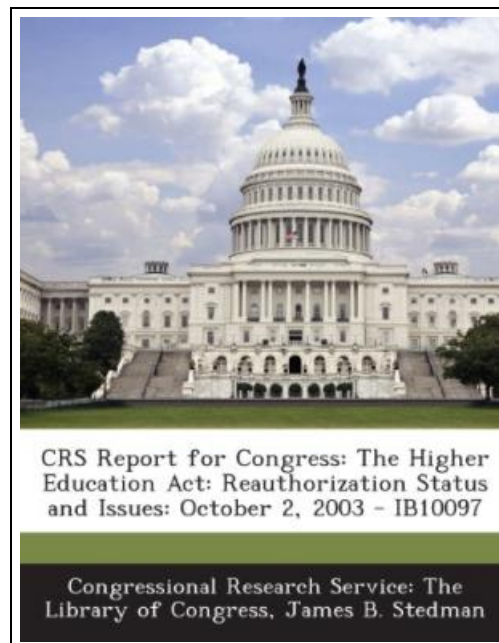 CRS Report for Congress: The Higher
Education Act: Reauthorization Status
and Issues: October 2, 2003 - IB10097
Congressional Research Service: The
Library of Congress, James B. Stedman